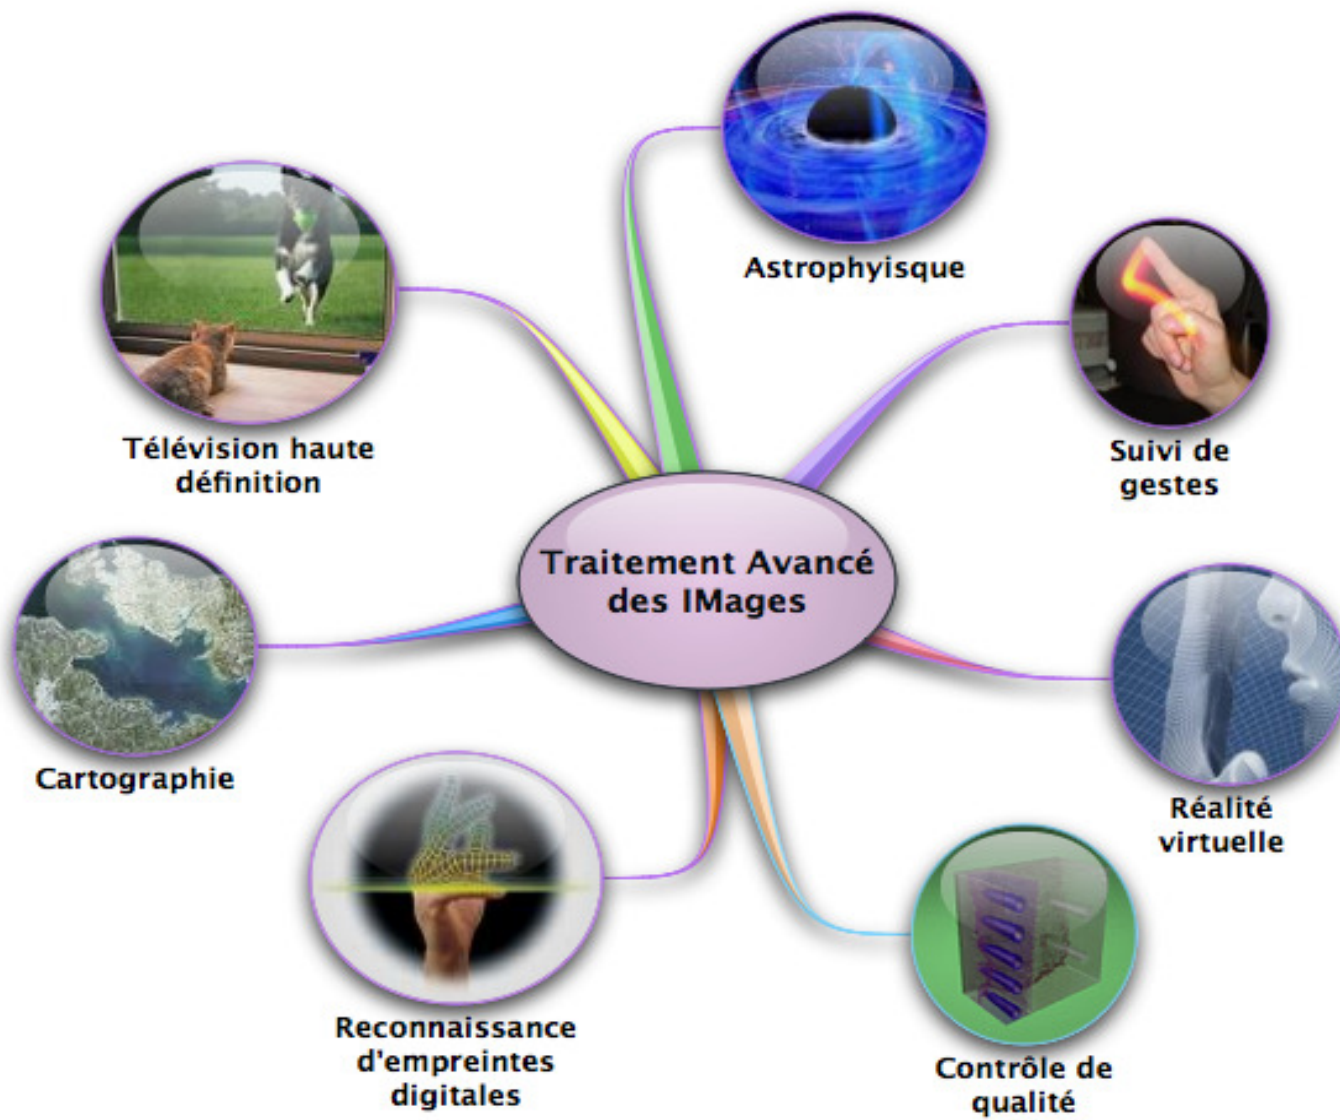 Astrophyisque
Télévision haute
définition
Suivi de
gestes
Traitement Avancé
des IMages
Cartographie
Réalité
virtuelle
Reconnaissance
d'empreintes
digitales
Contrôle de
qualité